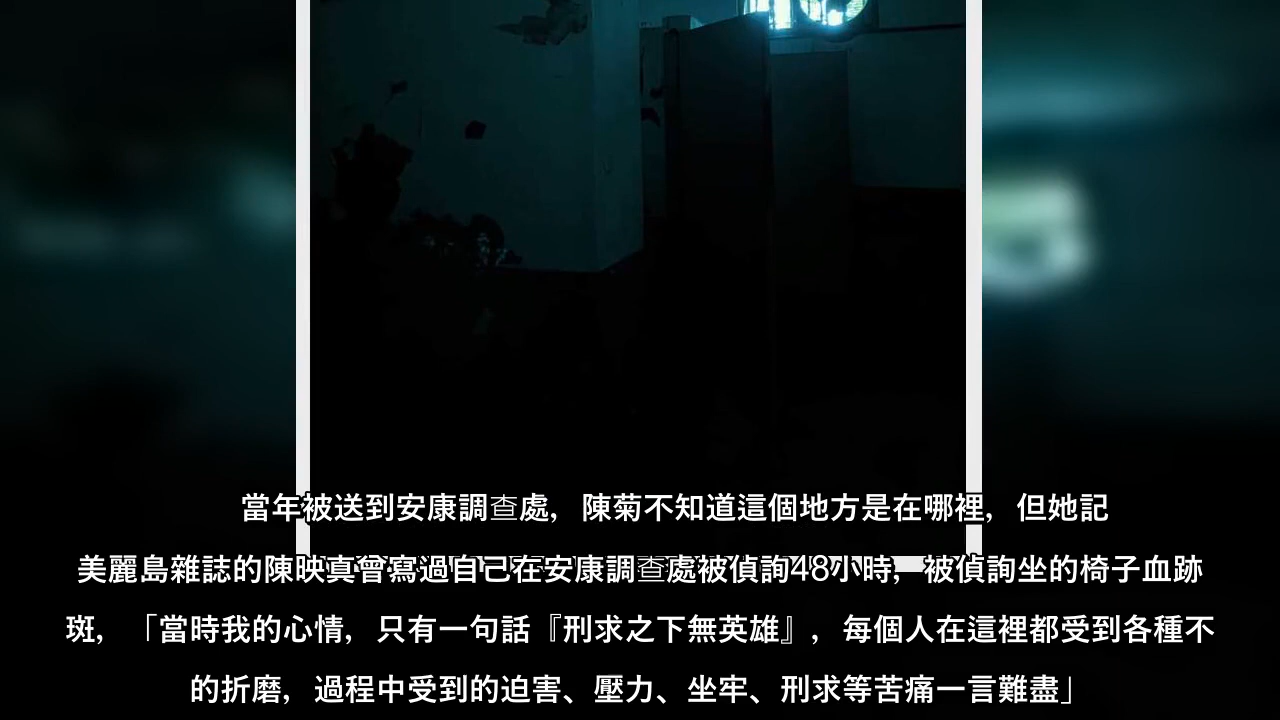 當年被送到安康調查處，陳菊不知道這個地方是在哪裡，但她記
美麗島雜誌的陳映真曾寫過自己在安康調查處被偵詢48小時，被偵詢坐的椅子血跡
斑，「當時我的心情，只有一句話『刑求之下無英雄』，每個人在這裡都受到各種不
的折磨，過程中受到的迫害、壓力、坐牢、刑求等苦痛一言難盡」